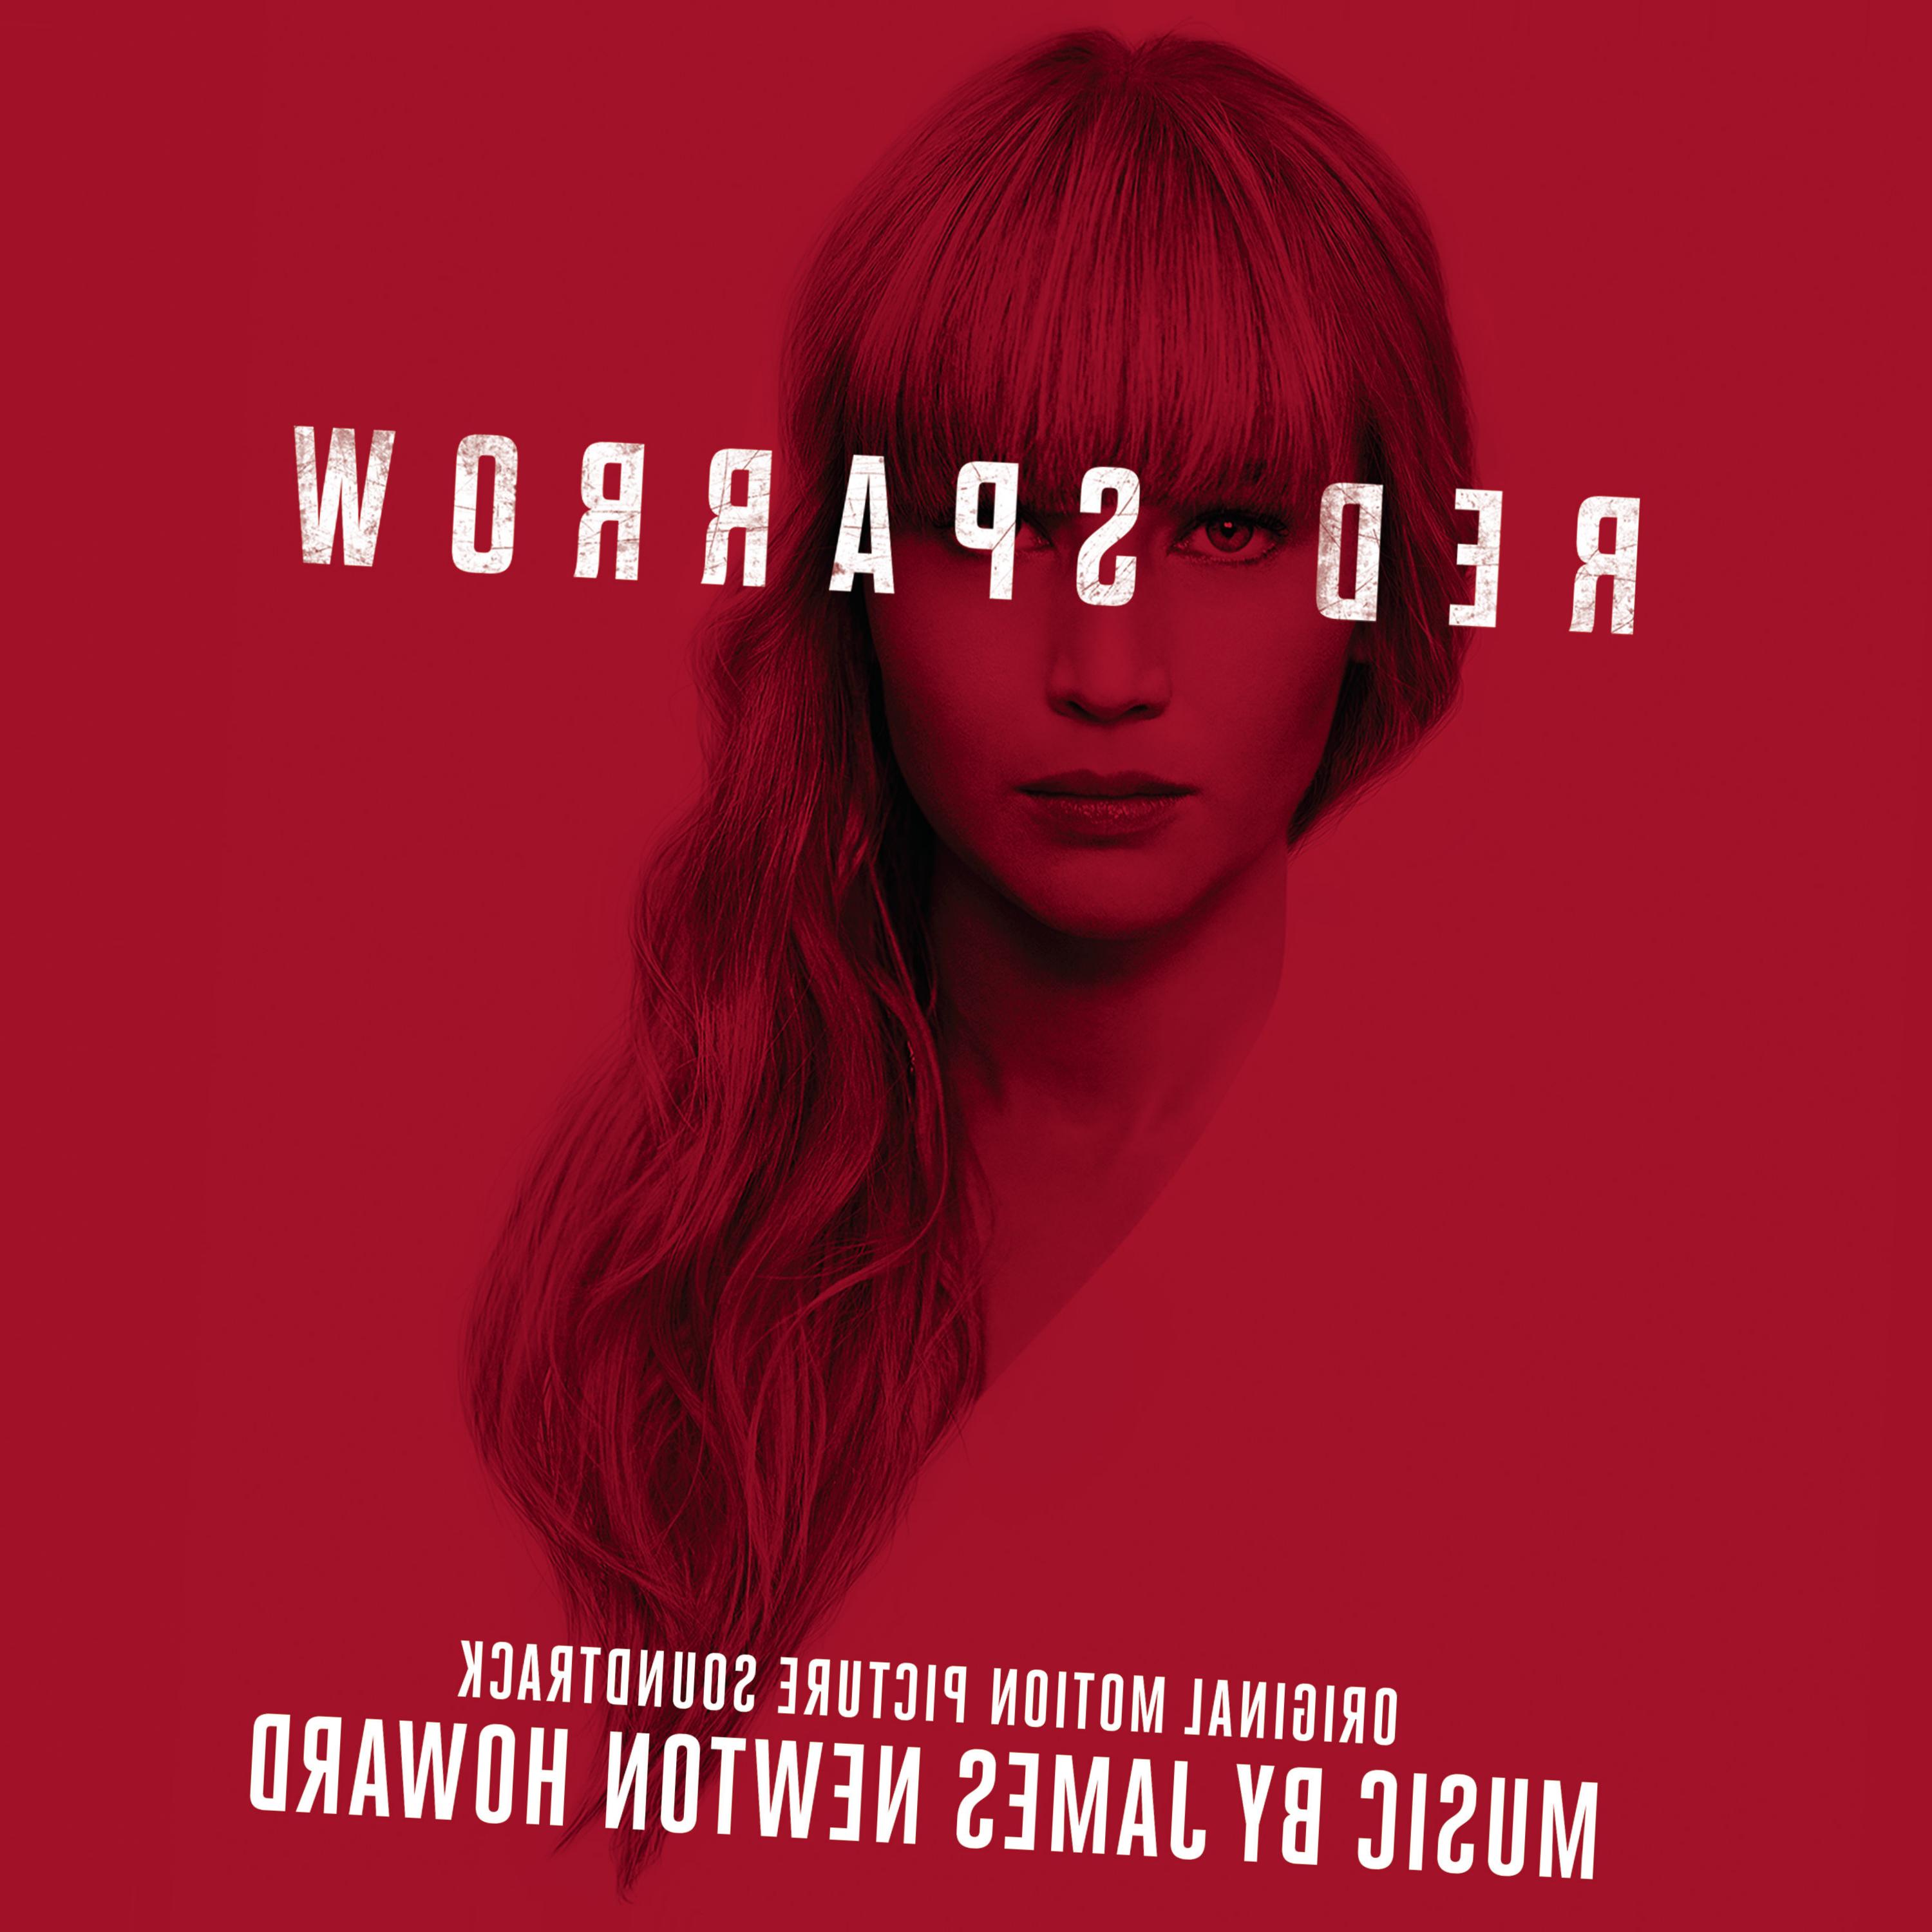 RED SPARROW
ORIGINAL MOTION PICTURE SOUNDTRACK
MUSIC BY JAMES NEWTON HOWARD